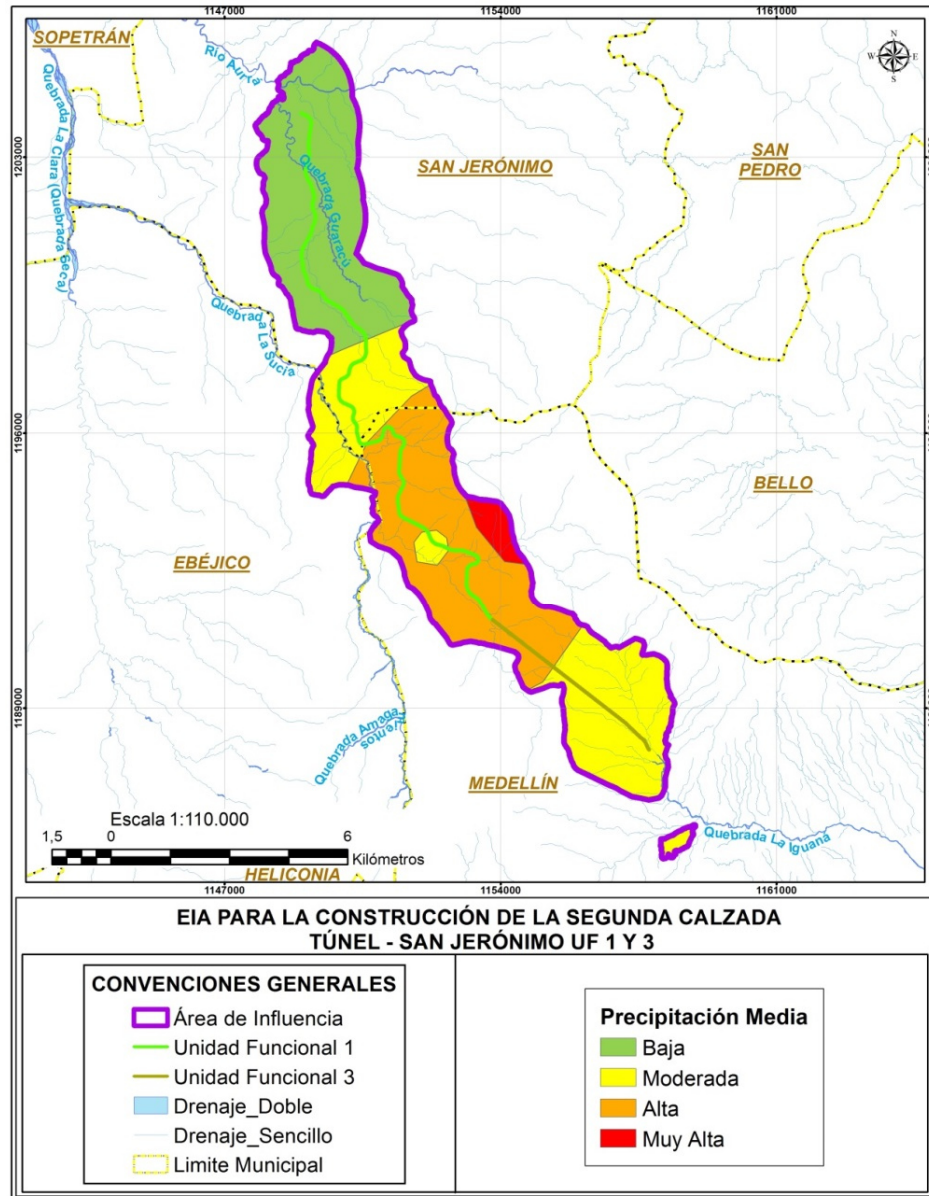 1147000
1154000
1161000
SOPETRÁN
Río Aurrá
N
W
E
S
1203000
SAN JERÓNIMO
SAN
PEDRO
Quebrada La Clara (Quebrada Seca)
Quebrada Guaracú
Quebrada La Sucia
1196000
BELLO
EBÉJICO
1189000
Quebrada Amaga
MEDELLÍN
Quebrada La Iguana
Escala 1:110.000
1,5
0
6
Kilómetros
HELICONIA
1147000
1154000
1161000
EIA PARA LA CONSTRUCCIÓN DE LA SEGUNDA CALZADA
TÚNEL - SAN JERÓNIMO UF 1 Y 3
CONVENCIONES GENERALES
Área de Influencia
Unidad Funcional 1
Unidad Funcional 3
Drenaje_Doble
Drenaje_Sencillo
Limite Municipal
Precipitación Media
Baja
Moderada
Alta
Muy Alta